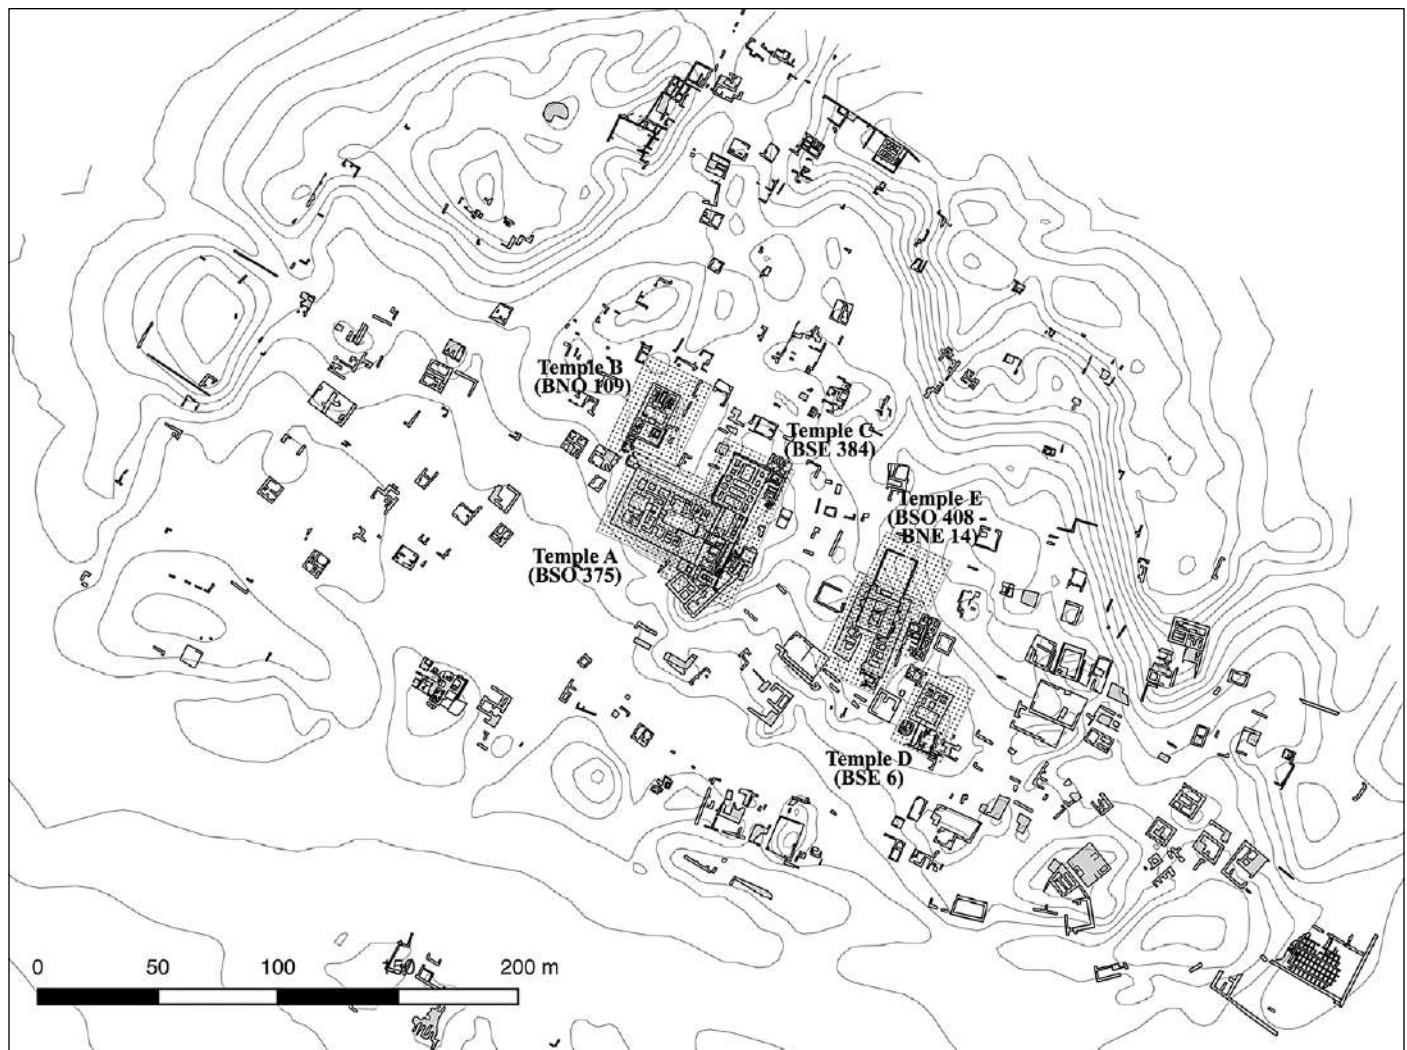 Temple B
(BNO 109)
Temple C
(BSE 384)
Temple E
(BSO 408 -
BNE 14)
Temple A
(BSO 375)
Temple D
(BSE 6)
0 50 100 150 200 m